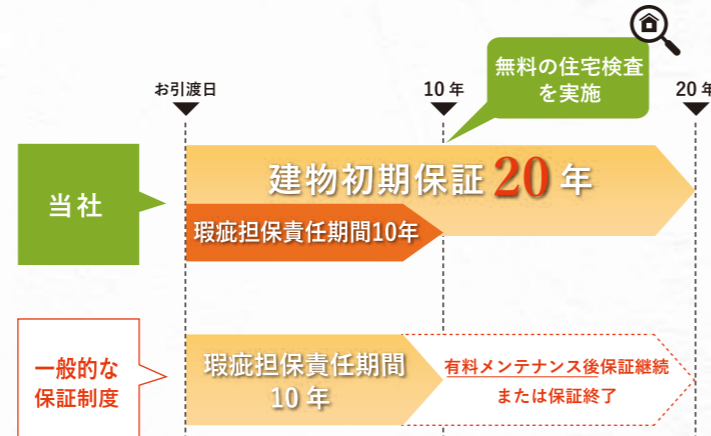 無料の住宅検査
を実施
お引渡日
10年
20年
当社
建物初期保証20年
瑕疵担保責任期間10年
一般的な
保証制度
瑕疵担保責任期間
10年
有料メンテナンス後保証継続
または保証終了